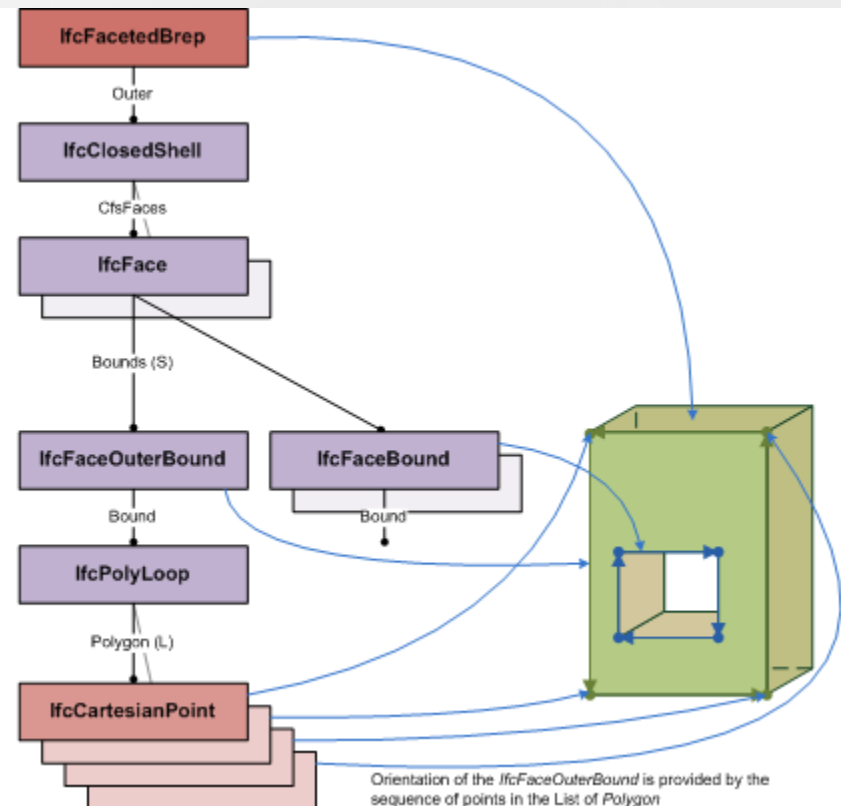 IfcFacetedBrep
Outer
IfcClosedShell
CfsFaces
IfcFace
Bounds (S)
IfcFaceOuterBound
IfcFaceBound
Bound
Bound
IfcPolyLoop
Polygon (L)
IfcCartesianPoint
Orientation of the IfcFaceOuterBound is provided by the
sequence of points in the List of Polygon